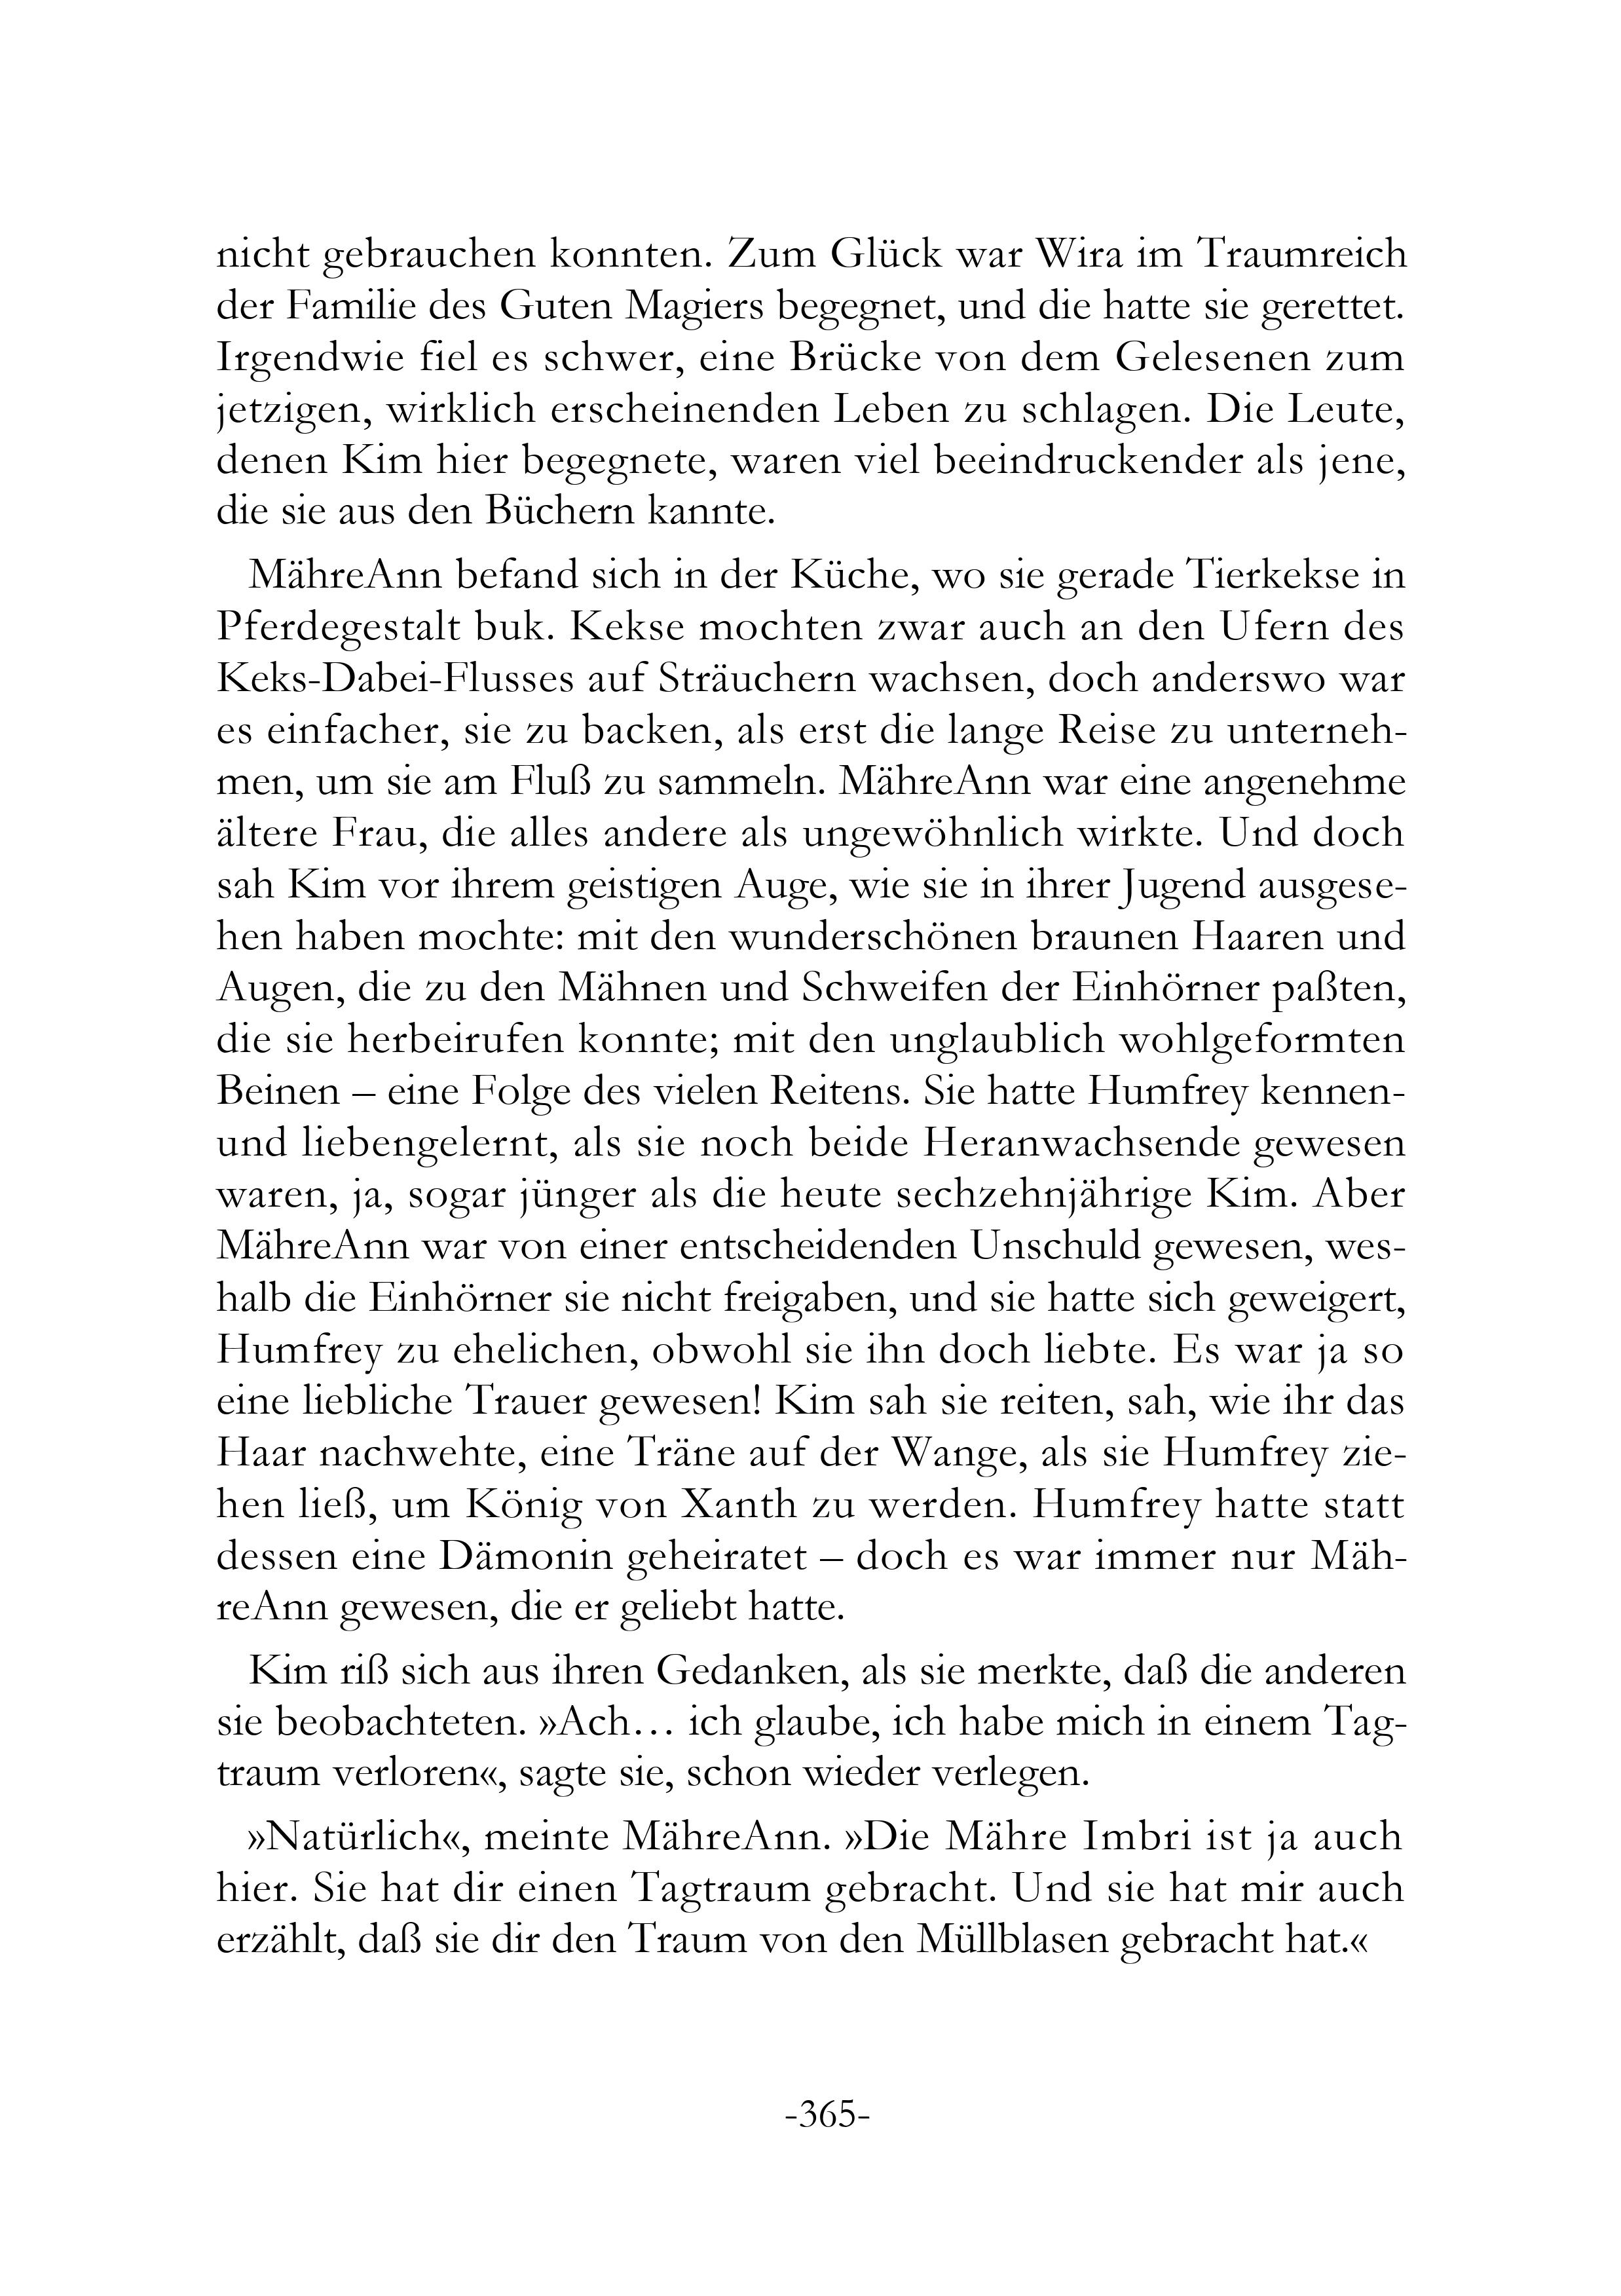 nicht gebrauchen konnten. Zum Glück war Wira im Traumreich
der Familie des Guten Magiers begegnet, und die hatte sie gerettet.
Irgendwie fiel es schwer, eine Brücke von dem Gelesenen zum
jetzigen, wirklich erscheinenden Leben zu schlagen. Die Leute,
denen Kim hier begegnete, waren viel beeindruckender als jene,
die sie aus den Büchern kannte.
MähreAnn befand sich in der Küche, wo sie gerade Tierkekse in
Pferdegestalt buk. Kekse mochten zwar auch an den Ufern des
Keks-Dabei-Flusses auf Sträuchern wachsen, doch anderswo war
es einfacher, sie zu backen, als erst die lange Reise zu unterneh-
men, um sie am Fluß zu sammeln. MähreAnn war eine angenehme
ältere Frau, die alles andere als ungewöhnlich wirkte. Und doch
sah Kim vor ihrem geistigen Auge, wie sie in ihrer Jugend ausgese-
hen haben mochte: mit den wunderschönen braunen Haaren und
Augen, die zu den Mähnen und Schweifen der Einhörner paßten,
die sie herbeirufen konnte; mit den unglaublich wohlgeformten
Beinen – eine Folge des vielen Reitens. Sie hatte Humfrey kennen-
und liebengelernt, als sie noch beide Heranwachsende gewesen
waren, ja, sogar jünger als die heute sechzehnjährige Kim. Aber
MähreAnn war von einer entscheidenden Unschuld gewesen, wes-
halb die Einhörner sie nicht freigaben, und sie hatte sich geweigert,
Humfrey zu ehelichen, obwohl sie ihn doch liebte. Es war ja so
eine liebliche Trauer gewesen! Kim sah sie reiten, sah, wie ihr das
Haar nachwehte, eine Träne auf der Wange, als sie Humfrey zie-
hen ließ, um König von Xanth zu werden. Humfrey hatte statt
dessen eine Dämonin geheiratet – doch es war immer nur Mäh-
reAnn gewesen, die er geliebt hatte.
Kim riß sich aus ihren Gedanken, als sie merkte, daß die anderen
sie beobachteten. »Ach… ich glaube, ich habe mich in einem Tag-
traum verloren«, sagte sie, schon wieder verlegen.
»Natürlich«, meinte MähreAnn. »Die Mähre Imbri ist ja auch
hier. Sie hat dir einen Tagtraum gebracht. Und sie hat mir auch
erzählt, daß sie dir den Traum von den Müllblasen gebracht hat.«
-365-